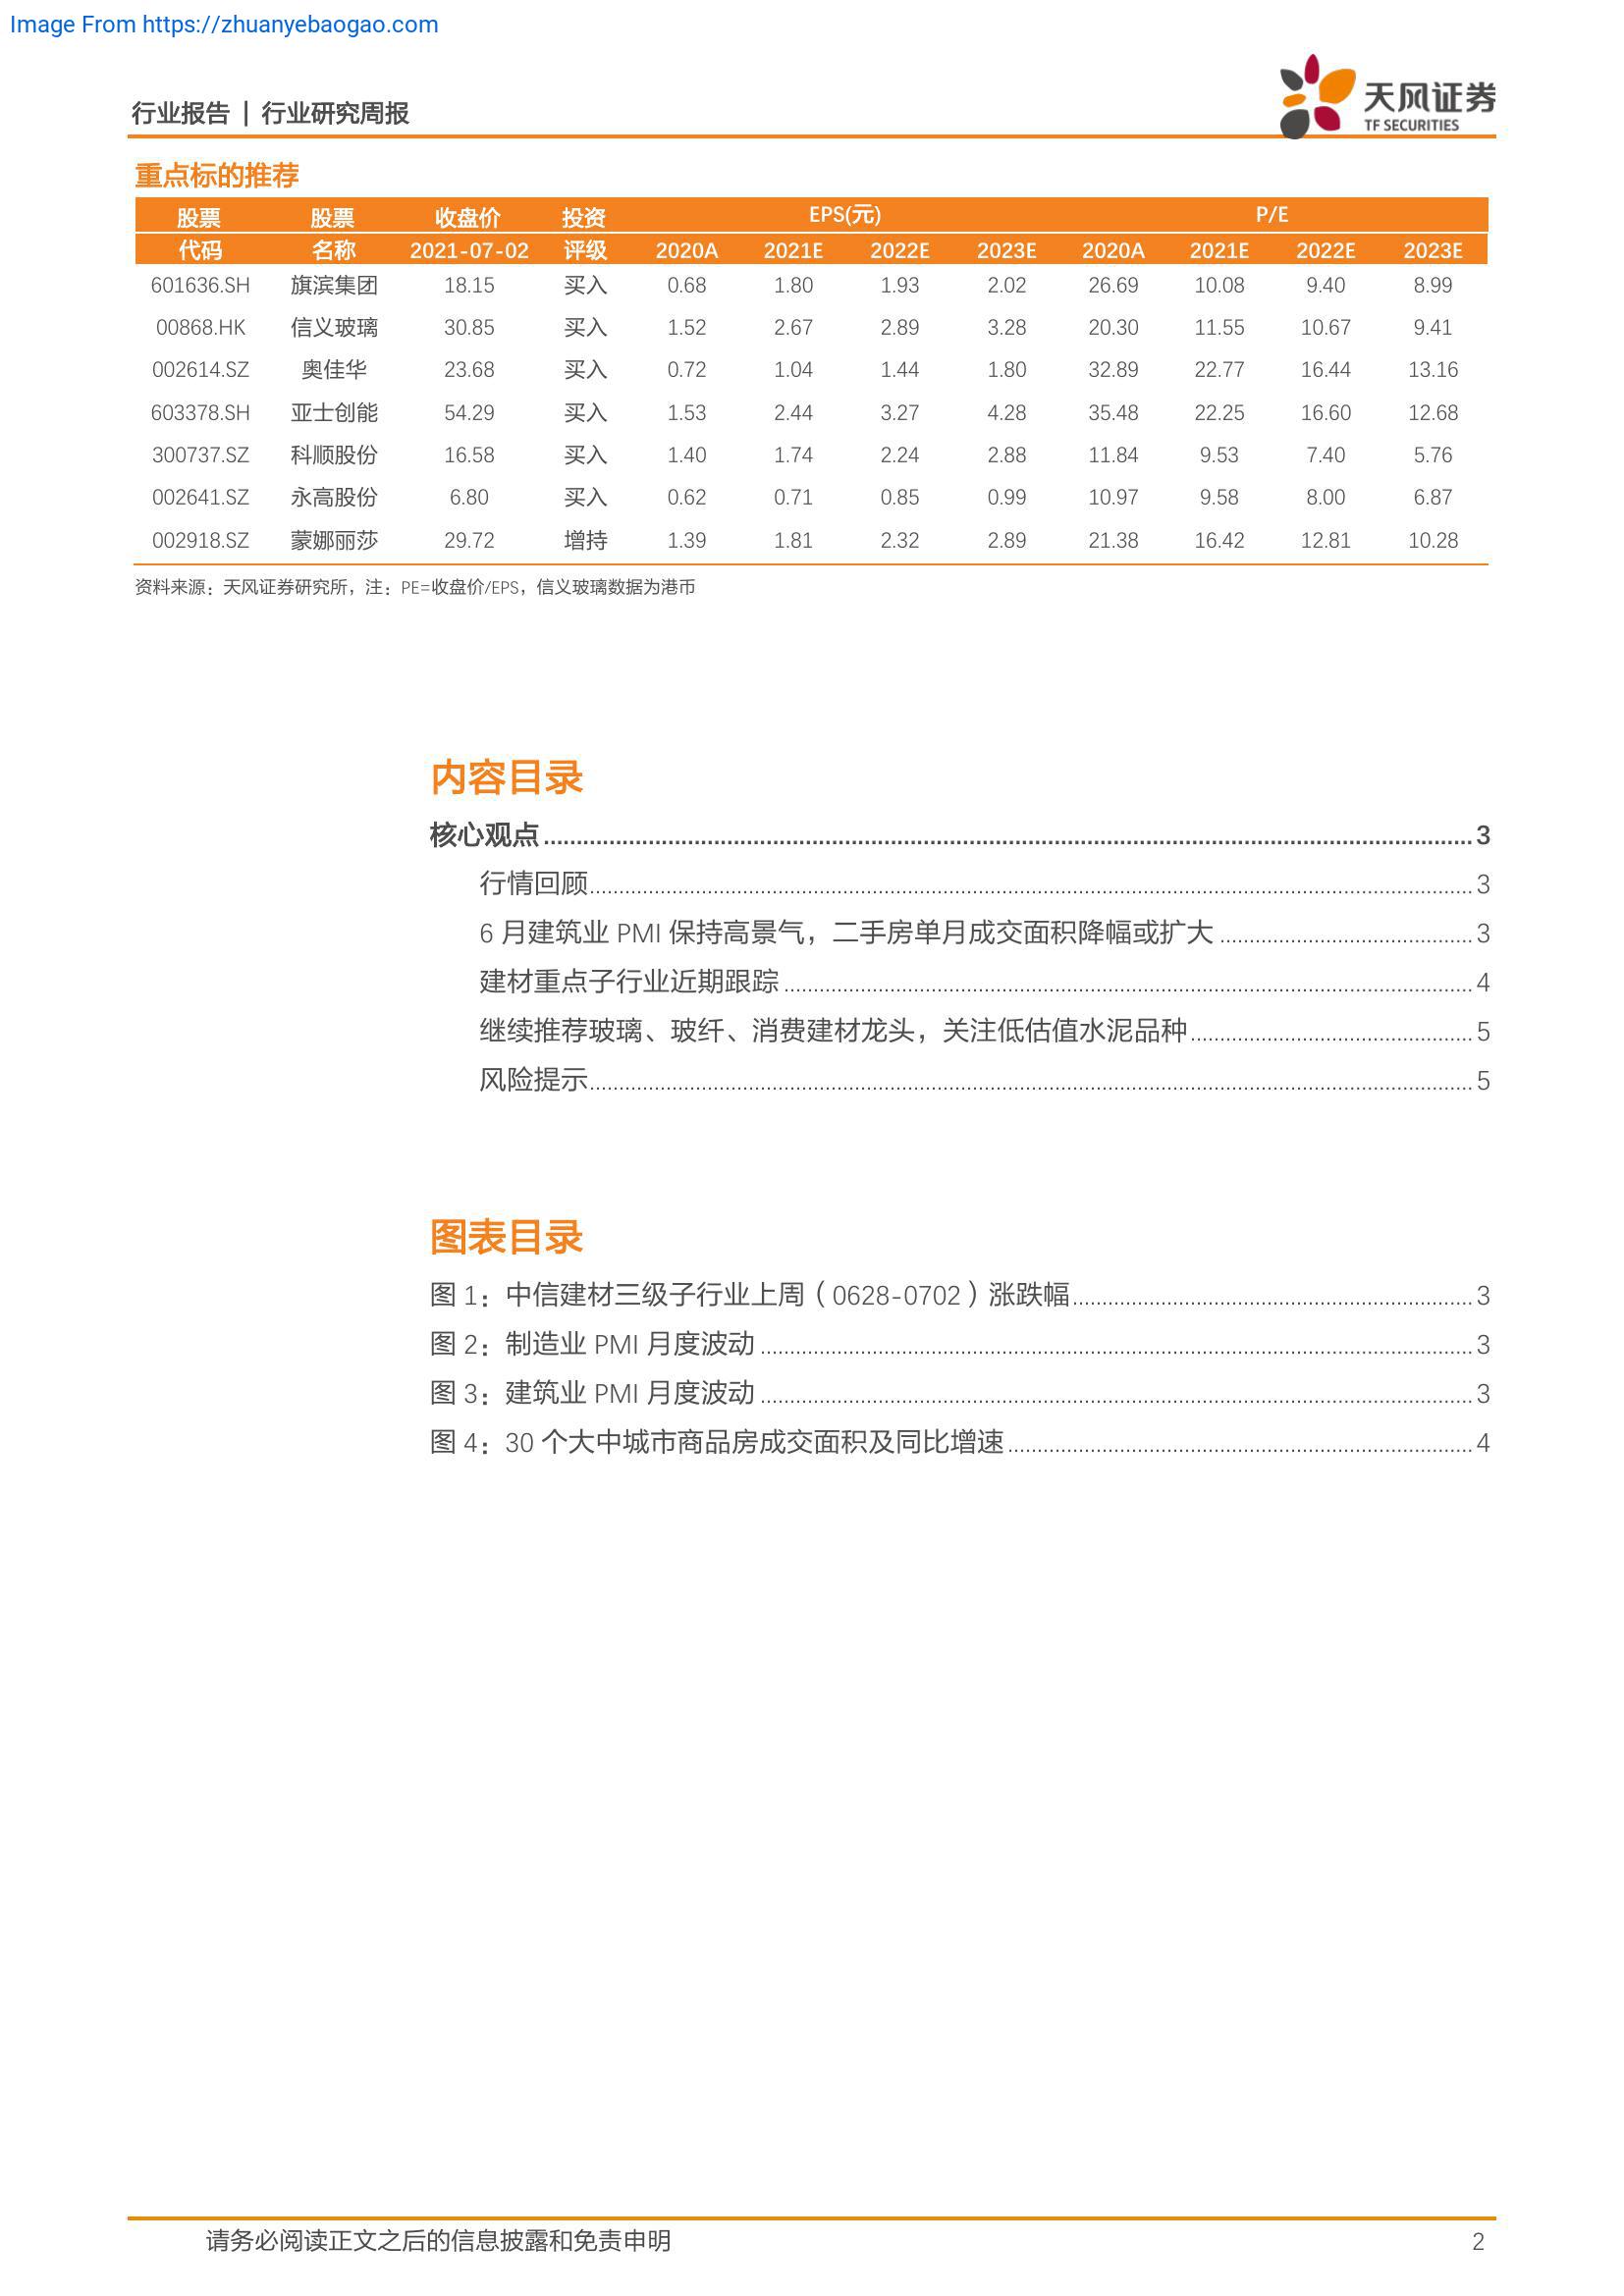 Image From https://zhuanyebaogao.com
行业报告 | 行业研究周报
天风证券
TF SECURITIES
重点标的推荐
股票 股票 收盘价 投资 EPS(元) P/E
代码 名称 2021-07-02 评级 2020A 2021E 2022E 2023E 2020A 2021E 2022E 2023E
601636.SH 旗滨集团 18.15 买入 0.68 1.80 1.93 2.02 26.69 10.08 9.40 8.99
00868.HK 信义玻璃 30.85 买入 1.52 2.67 2.89 3.28 20.30 11.55 10.67 9.41
002614.SZ 奥佳华 23.68 买入 0.72 1.04 1.44 1.80 32.89 22.77 16.44 13.16
603378.SH 亚士创能 54.29 买入 1.53 2.44 3.27 4.28 35.48 22.25 16.60 12.68
300737.SZ 科顺股份 16.58 买入 1.40 1.74 2.24 2.88 11.84 9.53 7.40 5.76
002641.SZ 永高股份 6.80 买入 0.62 0.71 0.85 0.99 10.97 9.58 8.00 6.87
002918.SZ 蒙娜丽莎 29.72 增持 1.39 1.81 2.32 2.89 21.38 16.42 12.81 10.28
资料来源：天风证券研究所，注：PE=收盘价/EPS，信义玻璃数据为港币
内容目录
核心观点 3
行情回顾 3
6 月建筑业 PMI 保持高景气，二手房单月成交面积降幅或扩大 3
建材重点子行业近期跟踪 4
继续推荐玻璃、玻纤、消费建材龙头，关注低估值水泥品种 5
风险提示 5
图表目录
图 1：中信建材三级子行业上周（0628-0702）涨跌幅 3
图 2：制造业 PMI 月度波动 3
图 3：建筑业 PMI 月度波动 3
图 4：30 个大中城市商品房成交面积及同比增速 4
请务必阅读正文之后的信息披露和免责申明 2